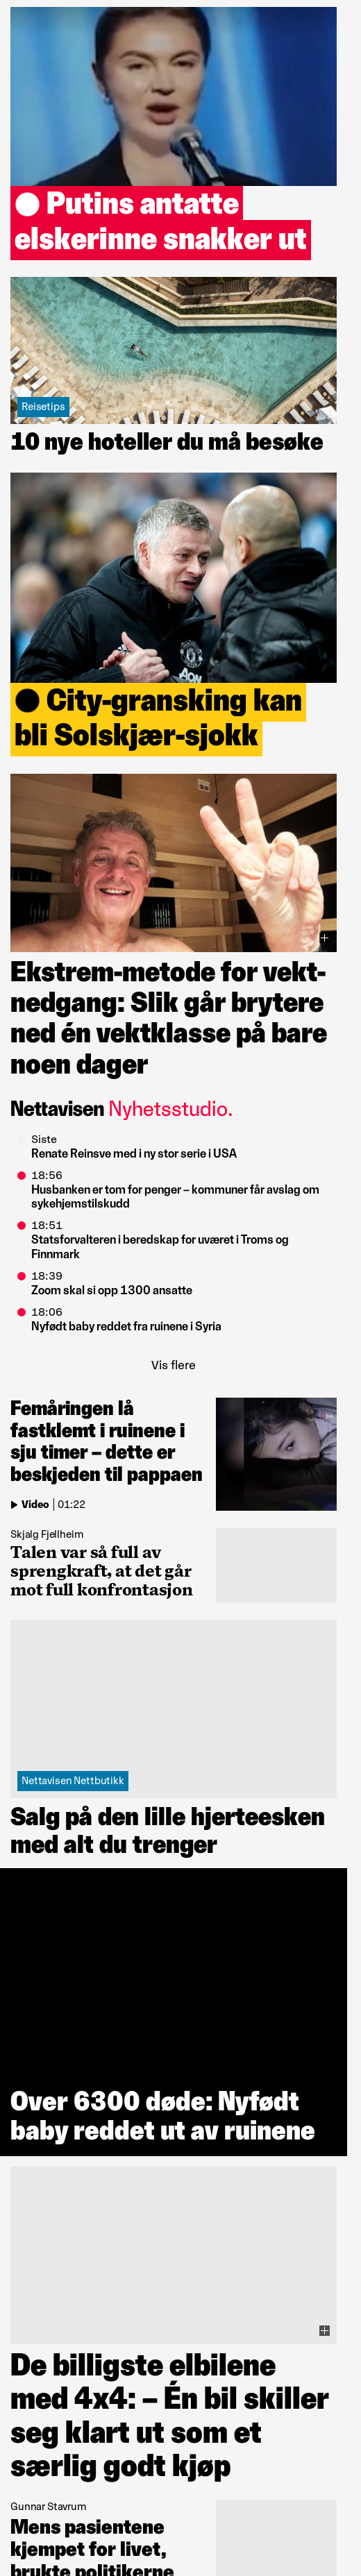 Putins antatte
elskerinne snakker ut
Reisetips
10 nye hoteller du må besøke
AON
City-gransking kan
bli Solskjær-sjokk
Ekstrem-metode for vekt-
nedgang: Slik går brytere
ned én vektklasse på bare
noen dager
Nettavisen Nyhetsstudio.
Siste
Renate Reinsve med i ny stor serie i USA
18:56
Husbanken er tom for penger – kommuner får avslag om
sykehjemstilskudd
18:51
Statsforvalteren i beredskap for uværet i Troms og
Finnmark
18:39
Zoom skal si opp 1300 ansatte
18:06
Nyfødt baby reddet fra ruinene i Syria
Vis flere
Femåringen lå
fastklemt i ruinene i
sju timer – dette er
beskjeden til pappaen
Video | 01:22
Skjalg Fjellheim
Talen var så full av
sprengkraft, at det går
mot full konfrontasjon
Nettavisen Nettbutikk
Salg på den lille hjerteesken
med alt du trenger
Over 6300 døde: Nyfødt
baby reddet ut av ruinene
De billigste elbilene
med 4x4: – Én bil skiller
seg klart ut som et
særlig godt kjøp
Gunnar Stavrum
Mens pasientene
kjempet for livet,
brukte politikerne